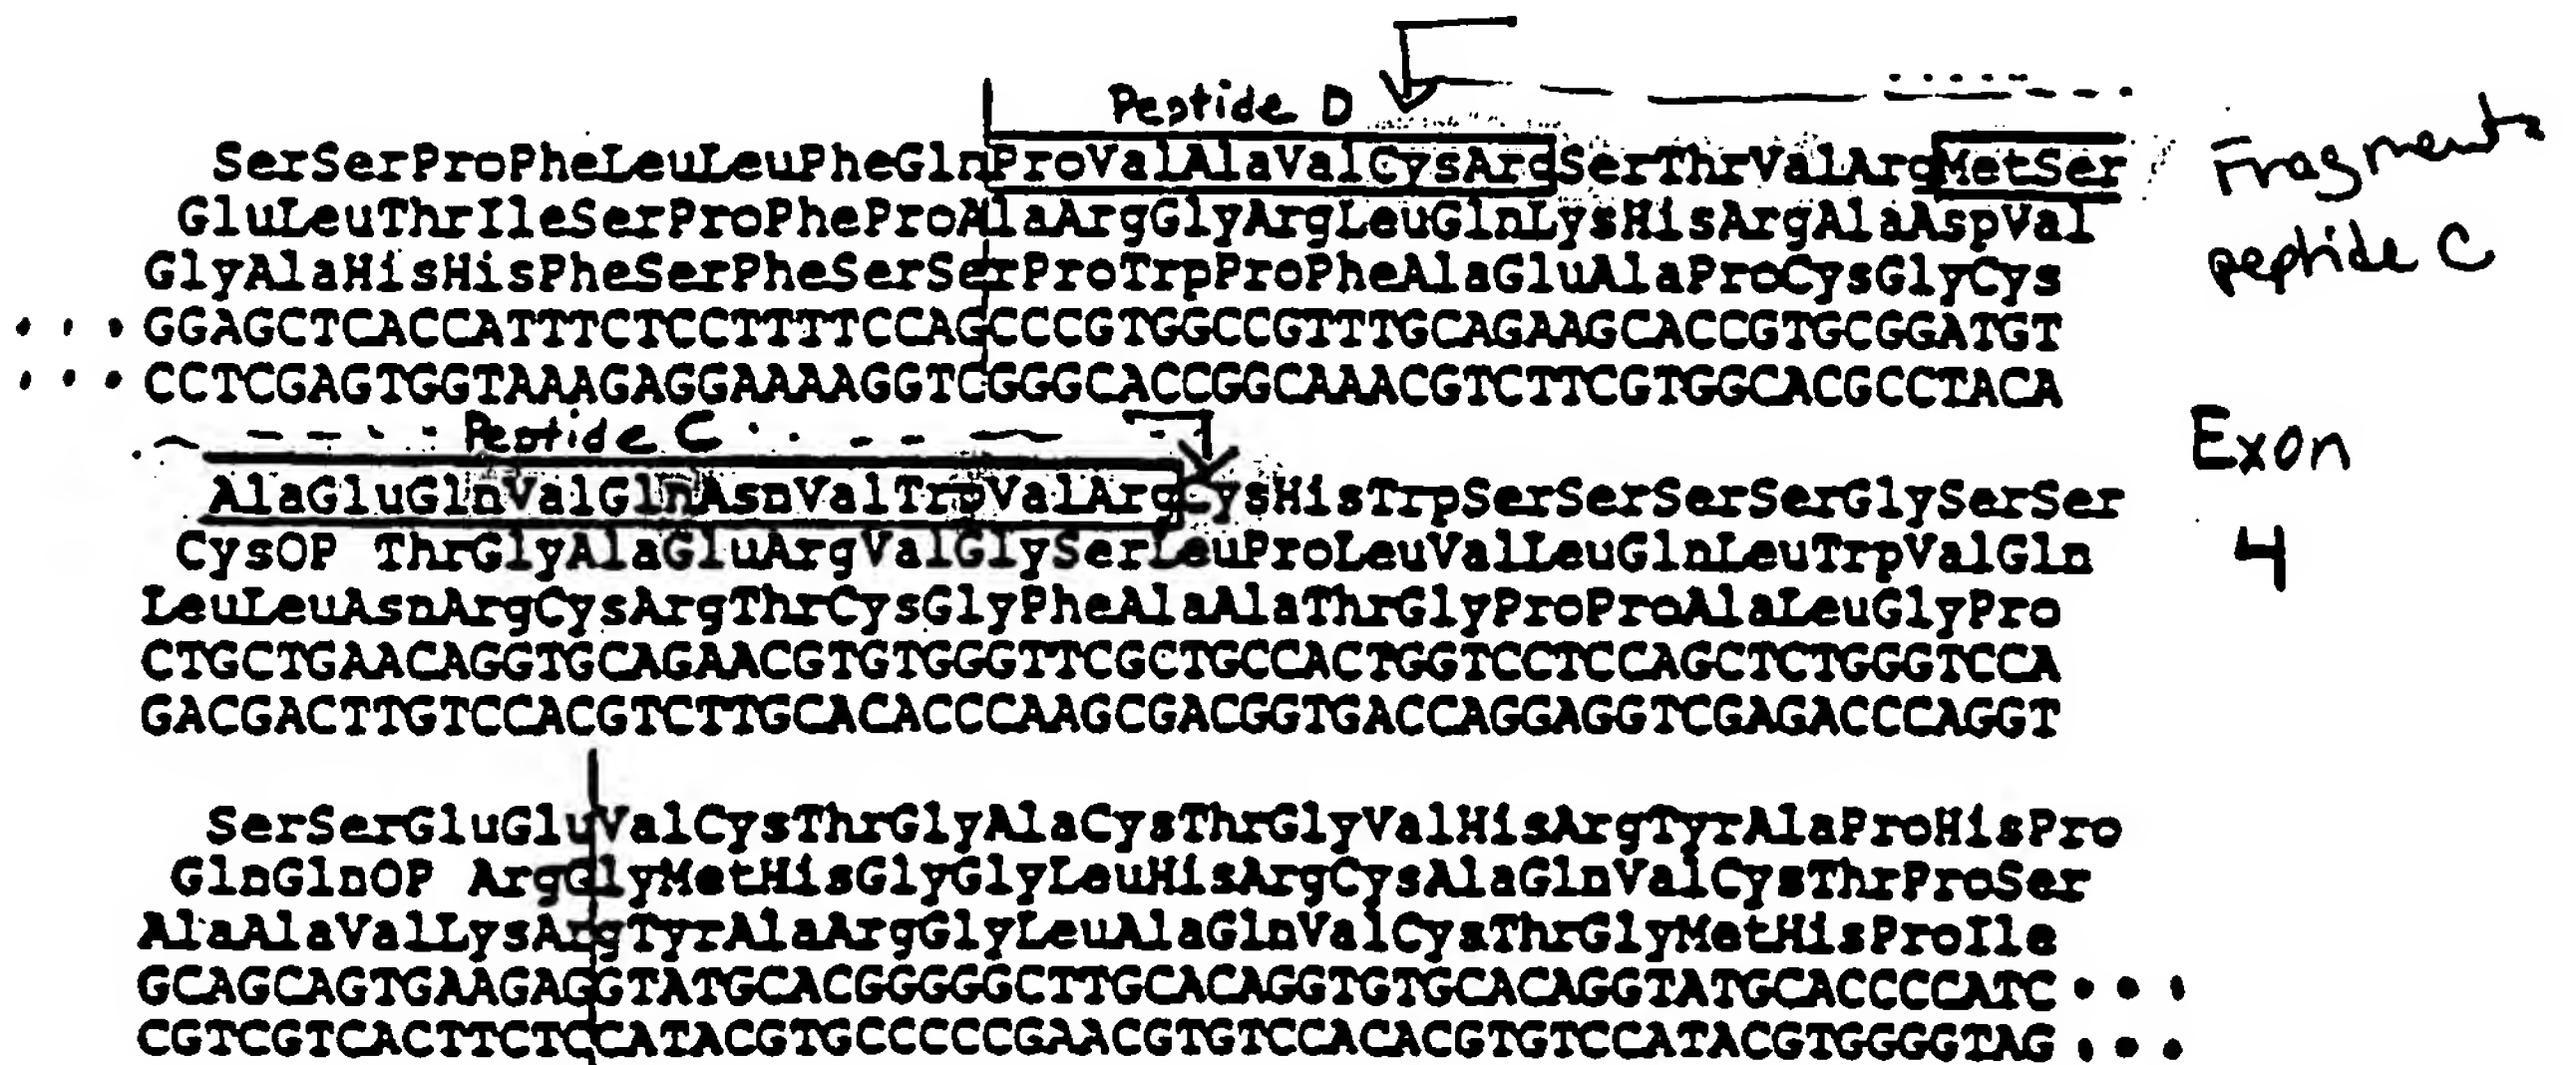 Peptide D
SerSerProPheLeuLeuPheGlnProValAlaValCysArgSerThrValArgMetSer
Fragment
GluLeuThrIleSerProPheProAlaArgGlyArgLeuGlnLysHisArgAlaAspVal
peptide C
GlyAlaHisHisPheSerPheSerSerProTrpProPheAlaGluAlaProCysGlyCys
• • • GGAGCTCACCATTTCTCCTTTTCCAGCCCGTGGCCGTTTGCAGAAGCACCGTGCGGATGT
• • • CCTCGAGTGGTAAAGAGGAAAAGGTCGGGCACCGGCAAACGTCTTCGTGGCACGCCTACA
Peptide C
Exon
4
AlaGluGlnValGlnAsnValTrpValArgCysHisTrpSerSerSerSerGlySerSer
CysOP ThrGlyAlaGluArgValGlySerLeuProLeuValLeuGlnLeuTrpValGln
LeuLeuAsnArgCysArgThrCysGlyPheAlaAlaThrGlyProProAlaLeuGlyPro
CTGCTGAACAGGTGCAGAACGTGTGGGTTCGCTGCCACTGGTCCTCCAGCTCTGGGTCCA
GACGACTTGTCCACGTCTTGCACACCCAAGCGACGGTGACCAGGAGGTCGAGACCCAGGT
SerSerGluGluValCysThrGlyAlaCysThrGlyValHisArgTyrAlaProHisPro
GlnGlnOP ArgGlyMetHisGlyGlyLeuHisArgCysAlaGlnValCysThrProSer
AlaAlaValLysArgTyrAlaArgGlyLeuAlaGlnValCysThrGlyMetHisProIle
GCAGCAGTGAAGAGGTATGCACGGGGGCTTGCACAGGTGTGCACAGGTATGCACCCCATC • • •
CGTCGTCACTTCTCCATACGTGCCCCCGAACGTGTCCACACGTGTCCATACGTGGGGTAG • • •